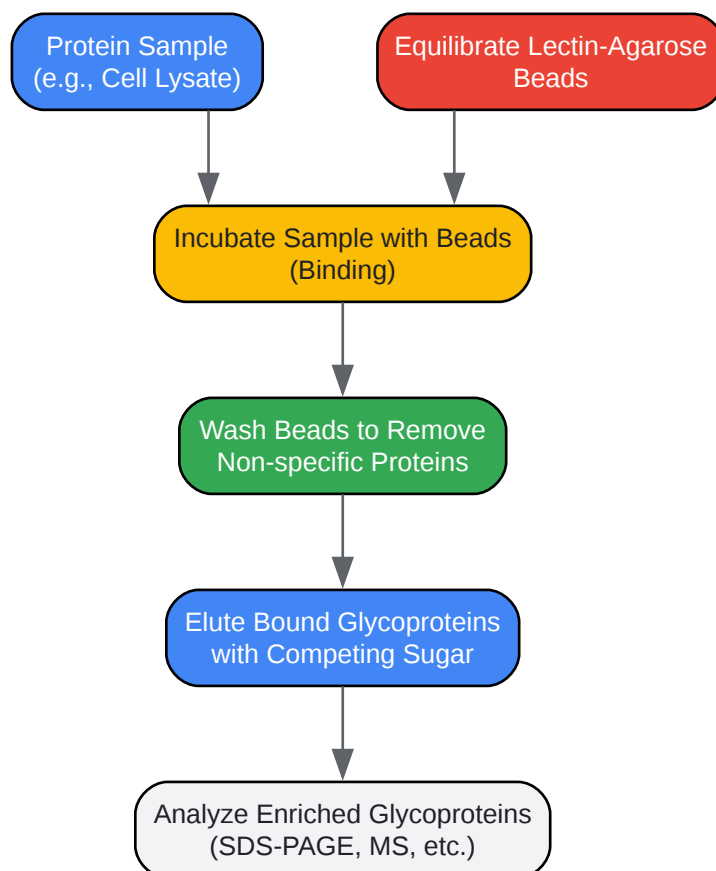 Protein Sample
(e.g., Cell Lysate)
Equilibrate Lectin-Agarose
Beads
Incubate Sample with Beads
(Binding)
Wash Beads to Remove
Non-specific Proteins
Elute Bound Glycoproteins
with Competing Sugar
Analyze Enriched Glycoproteins
(SDS-PAGE, MS, etc.)